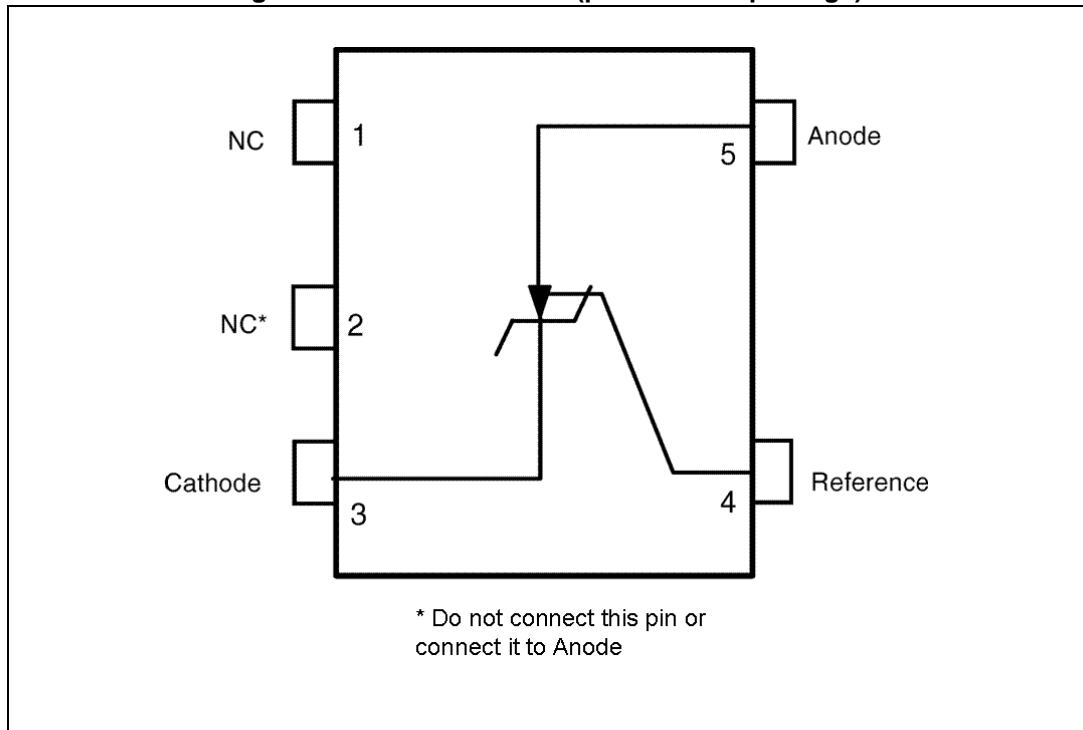 NC
1
5
Anode
NC*
2
Cathode
3
4
Reference
* Do not connect this pin or
connect it to Anode